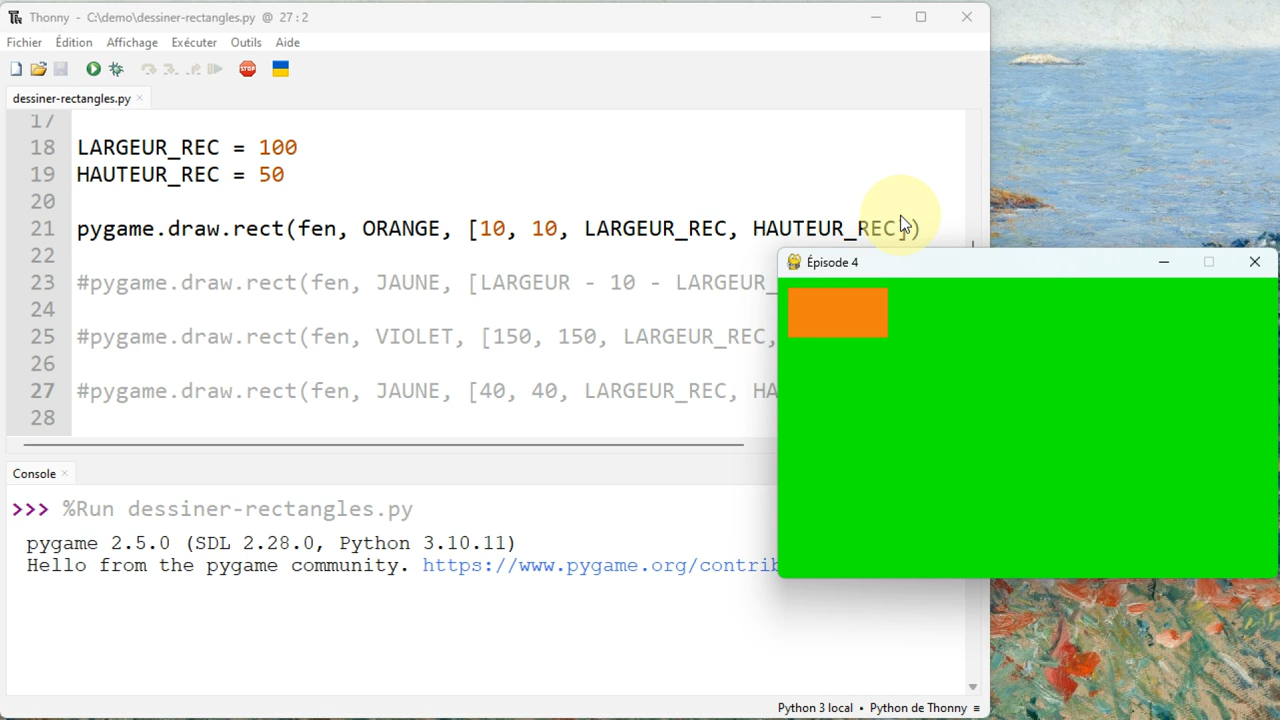 Thonny - C:\demo\dessiner-rectangles.py @ 27 : 2
Fichier Édition Affichage Exécuter Outils Aide
STOP
dessiner-rectangles.py ×
17
18 LARGEUR_REC = 100
19 HAUTEUR_REC = 50
20
21 pygame.draw.rect(fen, ORANGE, [10, 10, LARGEUR_REC, HAUTEUR_REC])
22
23 #pygame.draw.rect(fen, JAUNE, [LARGEUR - 10 - LARGEUR_
24
25 #pygame.draw.rect(fen, VIOLET, [150, 150, LARGEUR_REC,
26
27 #pygame.draw.rect(fen, JAUNE, [40, 40, LARGEUR_REC, HA
28
Épisode 4
Console ×
>>> %Run dessiner-rectangles.py
pygame 2.5.0 (SDL 2.28.0, Python 3.10.11)
Hello from the pygame community. https://www.pygame.org/contrib
Python 3 local • Python de Thonny ≡